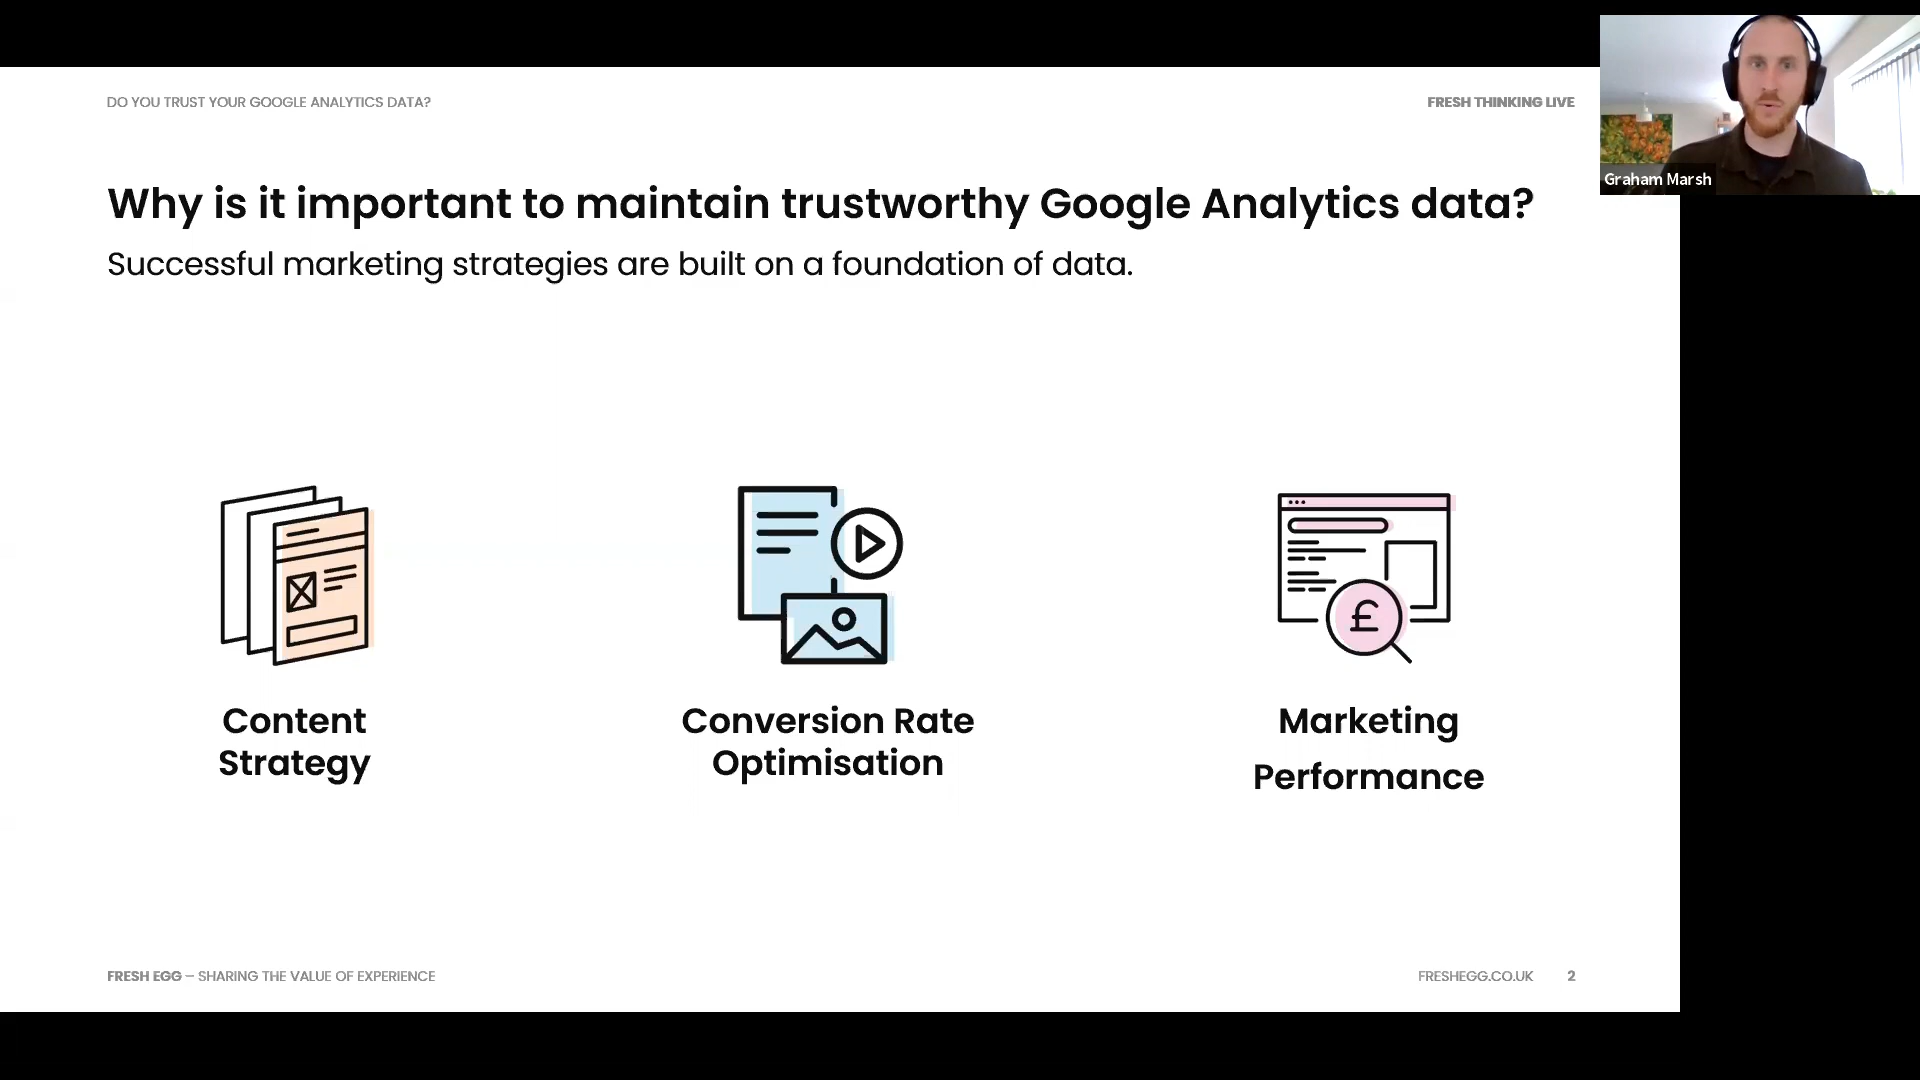 DO YOU TRUST YOUR GOOGLE ANALYTICS DATA?
FRESH THINKING LIVE
Graham Marsh
Why is it important to maintain trustworthy Google Analytics data?
Successful marketing strategies are built on a foundation of data.
£
Content
Strategy
Conversion Rate
Optimisation
Marketing
Performance
FRESH EGG – SHARING THE VALUE OF EXPERIENCE
FRESHEGG.CO.UK 2